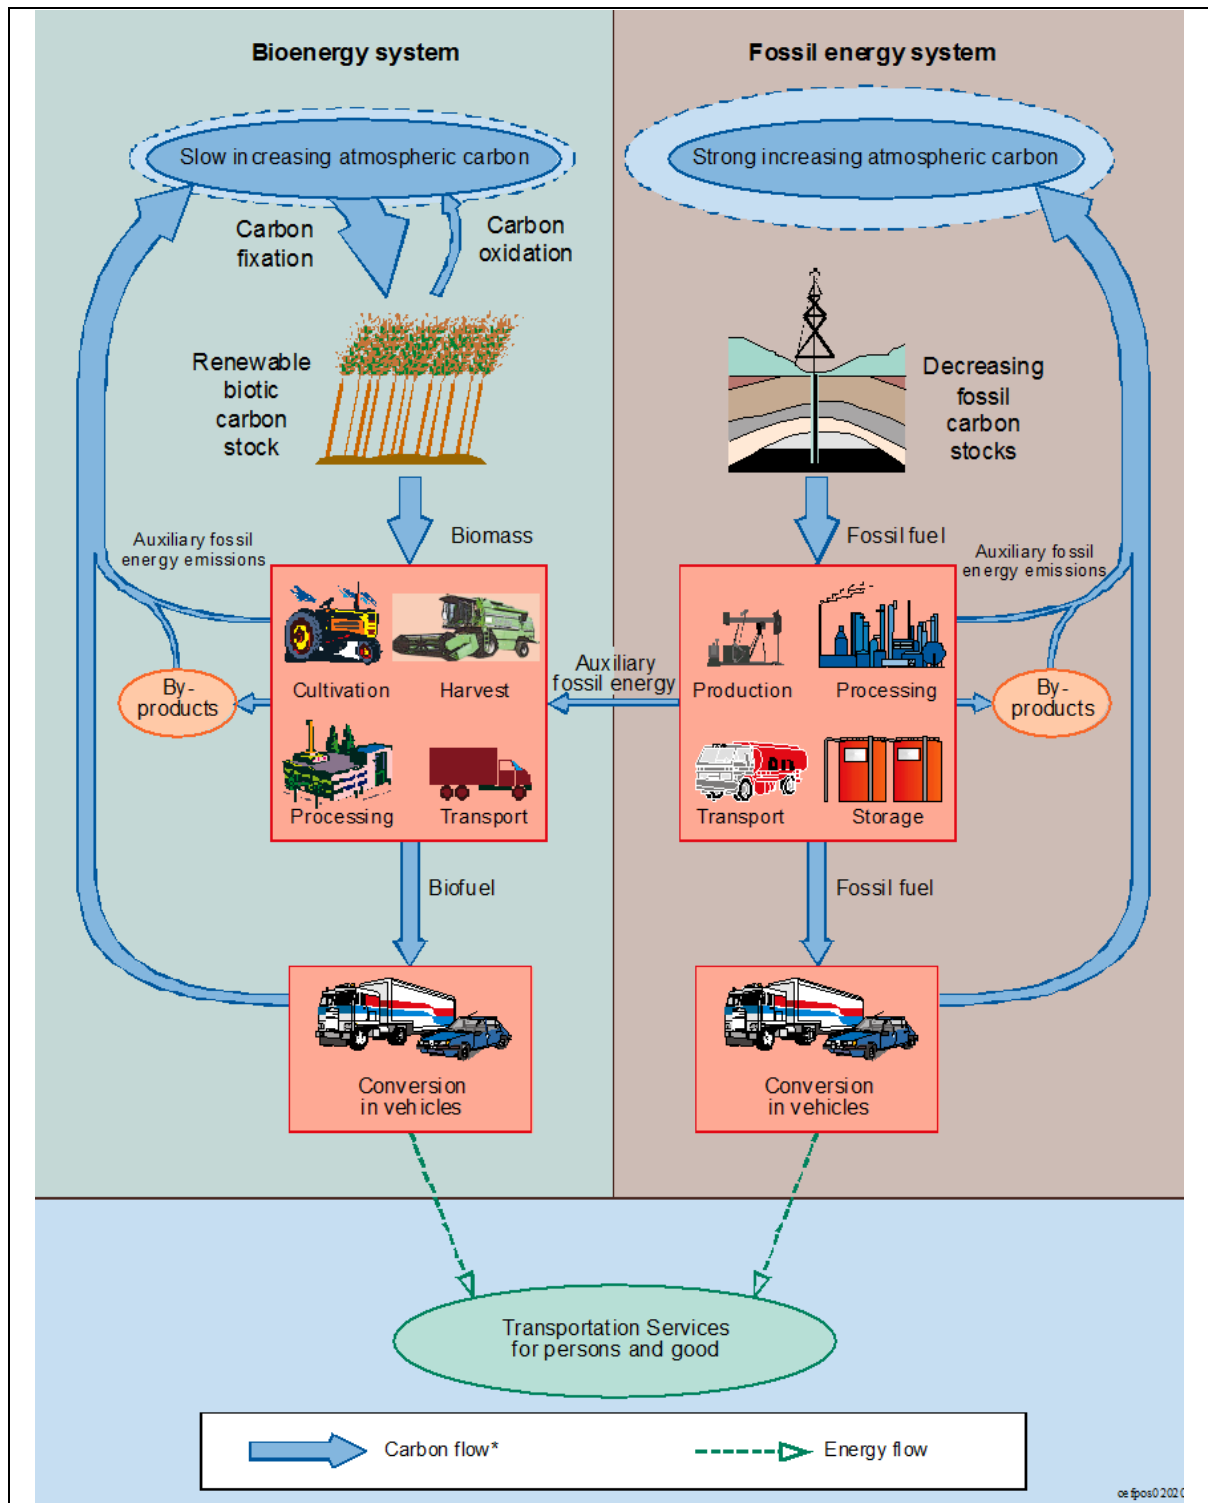 Bioenergy system
Fossil energy system
Slow increasing atmospheric carbon
Strong increasing atmospheric carbon
Carbon
fixation
Carbon
oxidation
Renewable
biotic
carbon
stock
Decreasing
fossil
carbon
stocks
Biomass
Fossil fuel
Auxiliary fossil
energy emissions
Auxiliary fossil
energy emissions
Cultivation
Harvest
Auxiliary
fossil energy
Production
Processing
By-
products
By-
products
Processing
Transport
Transport
Storage
Biofuel
Fossil fuel
Conversion
in vehicles
Conversion
in vehicles
Transportation Services
for persons and good
Carbon flow*
Energy flow